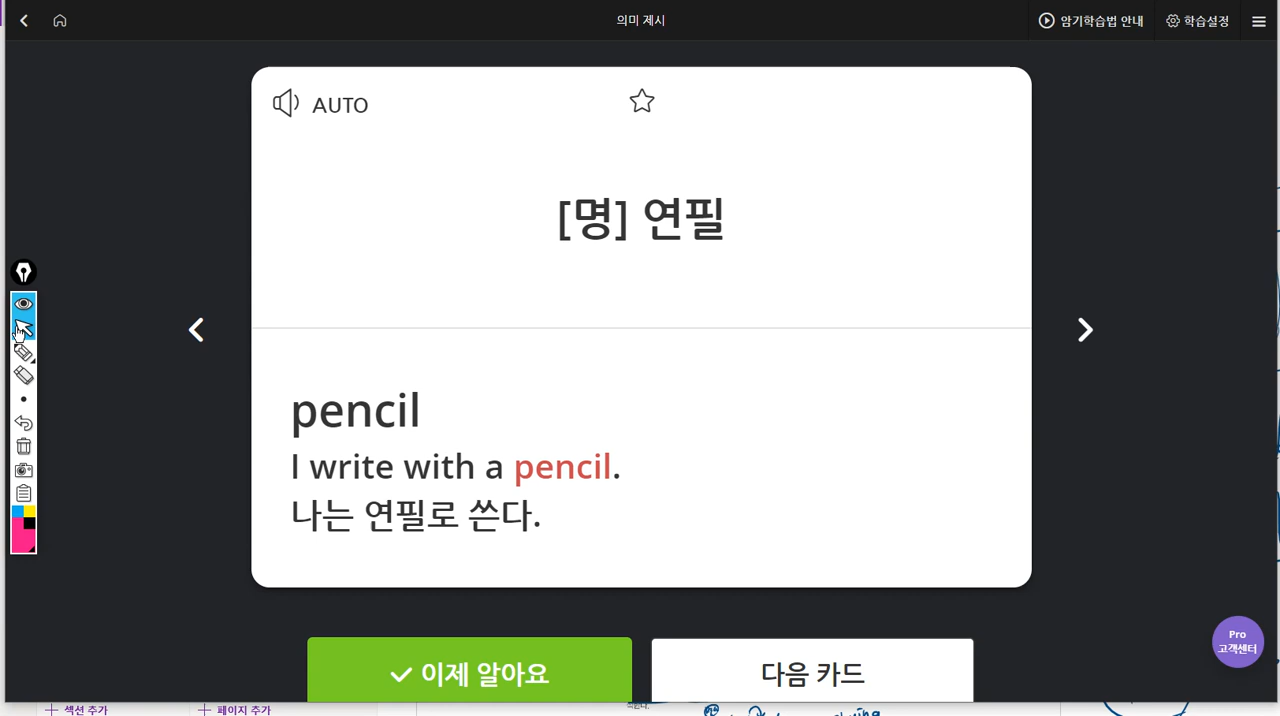 의미 제시
암기학습법 안내
학습설정
AUTO
[명] 연필
pencil
I write with a pencil.
나는 연필로 쓴다.
Pro
고객센터
이제 알아요
다음 카드
섹션 추가
페이지 추가